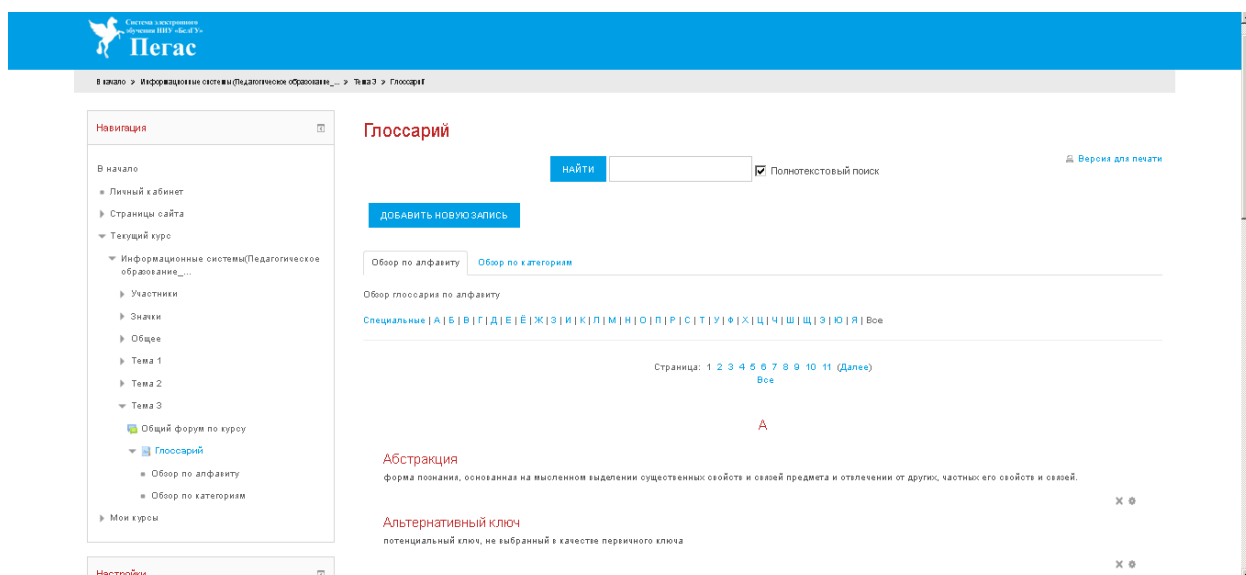 Система электронного
обучения НИУ «БелГУ»
Пегас
В начало » Информационные системы(Педагогическое образование_... » Тема 3 » Глоссарий
Навигация
В начало
Личный кабинет
Страницы сайта
Текущий курс
Информационные системы(Педагогическое
образование_...
Участники
Значки
Общее
Тема 1
Тема 2
Тема 3
Общий форум по курсу
Глоссарий
Обзор по алфавиту
Обзор по категориям
Мои курсы
Настройки
Глоссарий
НАЙТИ Полнотекстовый поиск
Версия для печати
ДОБАВИТЬ НОВУЮ ЗАПИСЬ
Обзор по алфавиту Обзор по категориям
Обзор глоссария по алфавиту
Специальные | А | Б | В | Г | Д | Е | Ё | Ж | З | И | К | Л | М | Н | О | П | Р | С | Т | У | Ф | Х | Ц | Ч | Ш | Щ | Э | Ю | Я | Все
Страница: 1 2 3 4 5 6 7 8 9 10 11 (Далее)
Все
А
Абстракция
форма познания, основанная на мысленном выделении существенных свойств и связей предмета и отвлечении от других, частных его свойств и связей.
Альтернативный ключ
потенциальный ключ, не выбранный в качестве первичного ключа